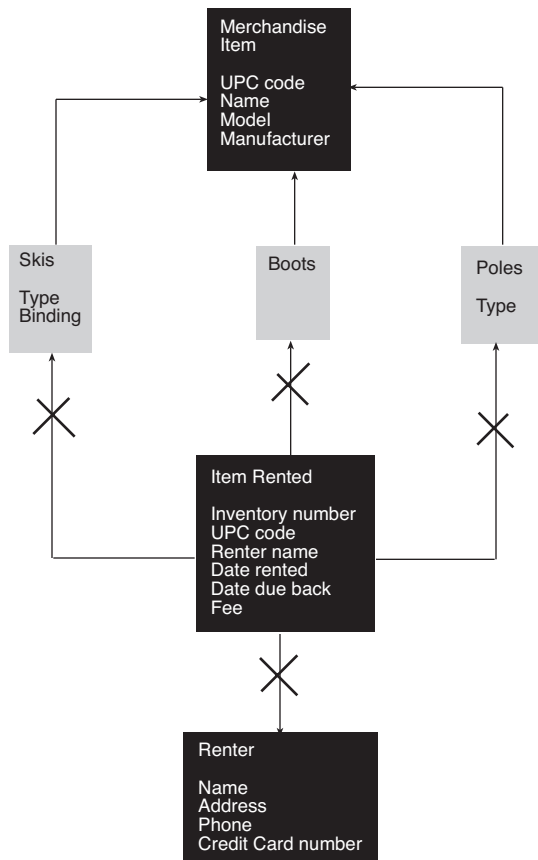 Merchandise
Item
UPC code
Name
Model
Manufacturer
Skis
Type
Binding
Boots
Poles
Type
Item Rented
Inventory number
UPC code
Renter name
Date rented
Date due back
Fee
Renter
Name
Address
Phone
Credit Card number